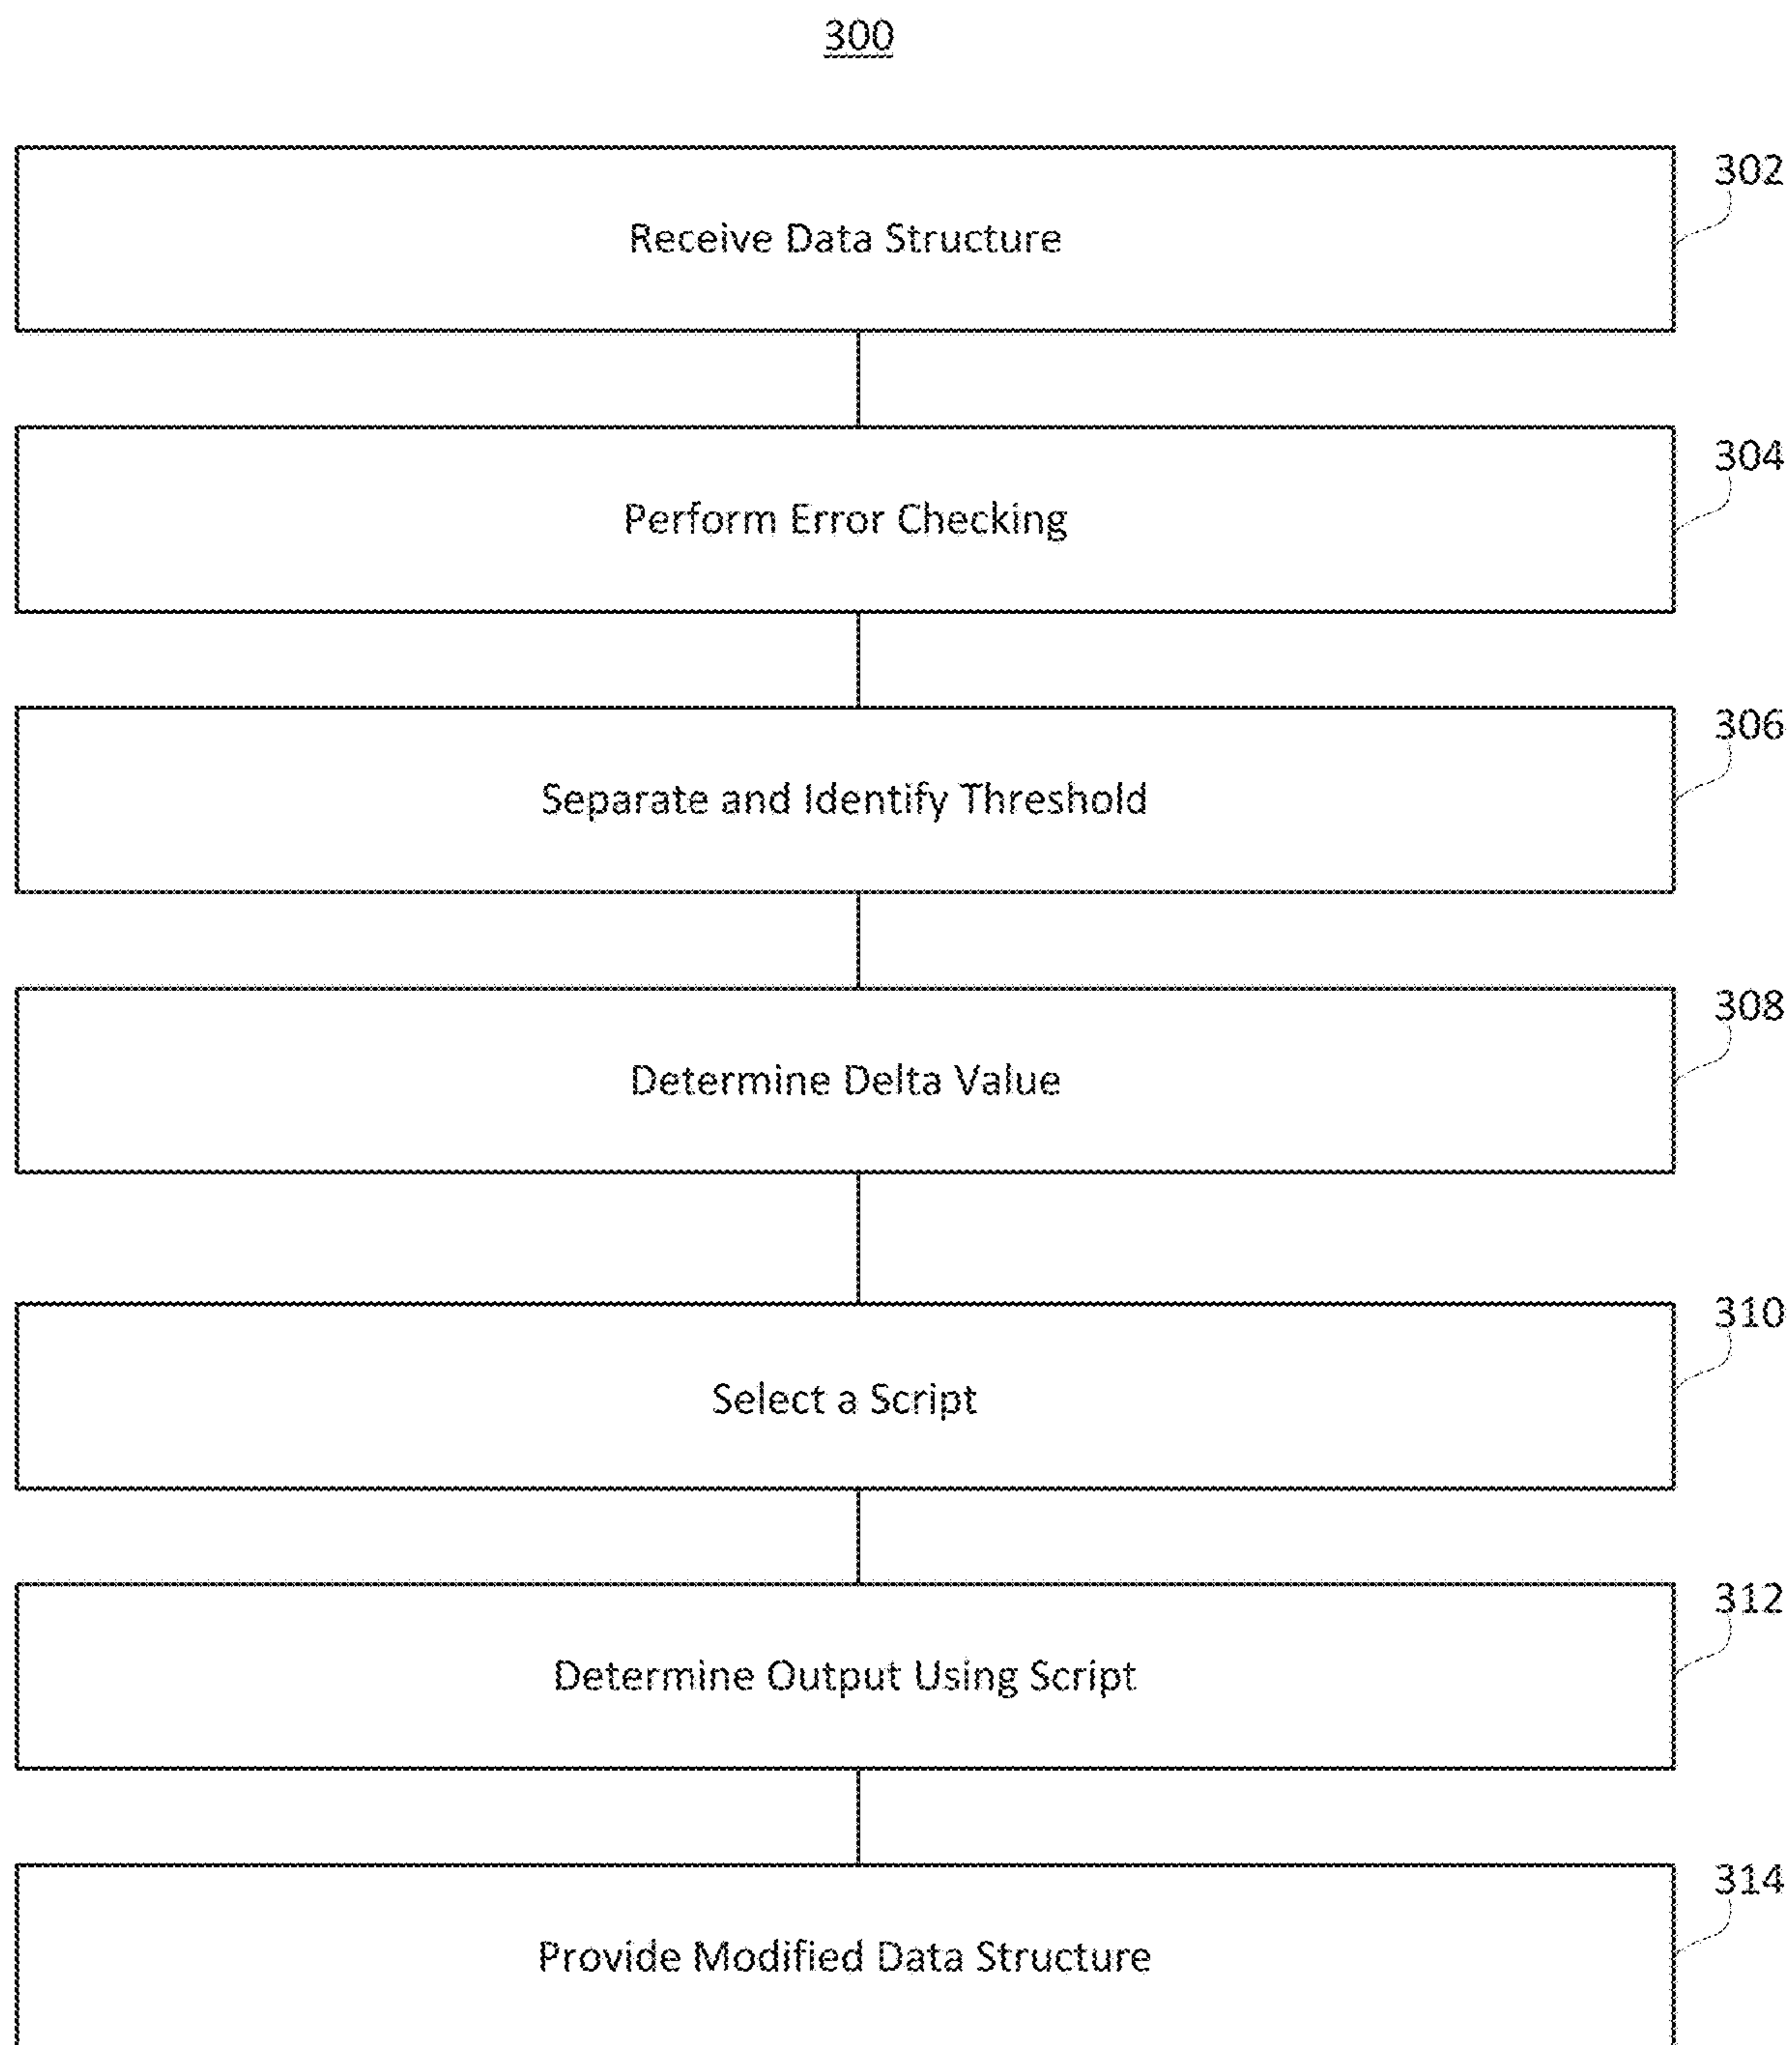 300
302
Receive Data Structure
304
Perform Error Checking
306
Separate and Identify Threshold
308
Determine Delta Value
310
Select a Script
312
Determine Output Using Script
314
Provide Modified Data Structure